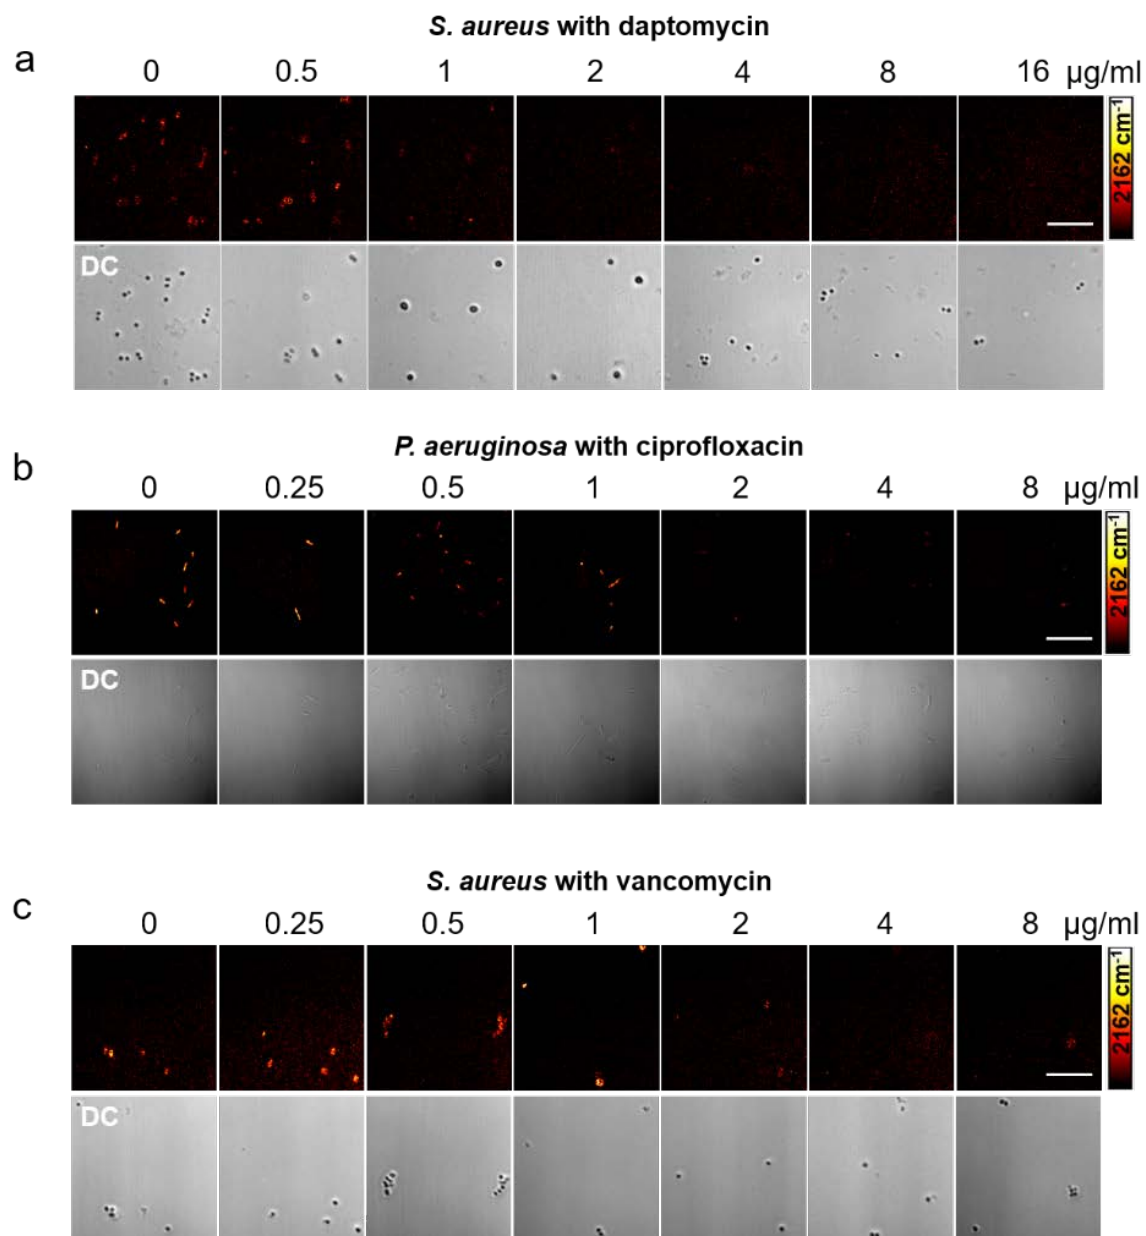 S. aureus with daptomycin
a
0 0.5 1 2 4 8 16 µg/ml
2162 cm⁻¹
DC
P. aeruginosa with ciprofloxacin
b
0 0.25 0.5 1 2 4 8 µg/ml
2162 cm⁻¹
DC
S. aureus with vancomycin
c
0 0.25 0.5 1 2 4 8 µg/ml
2162 cm⁻¹
DC